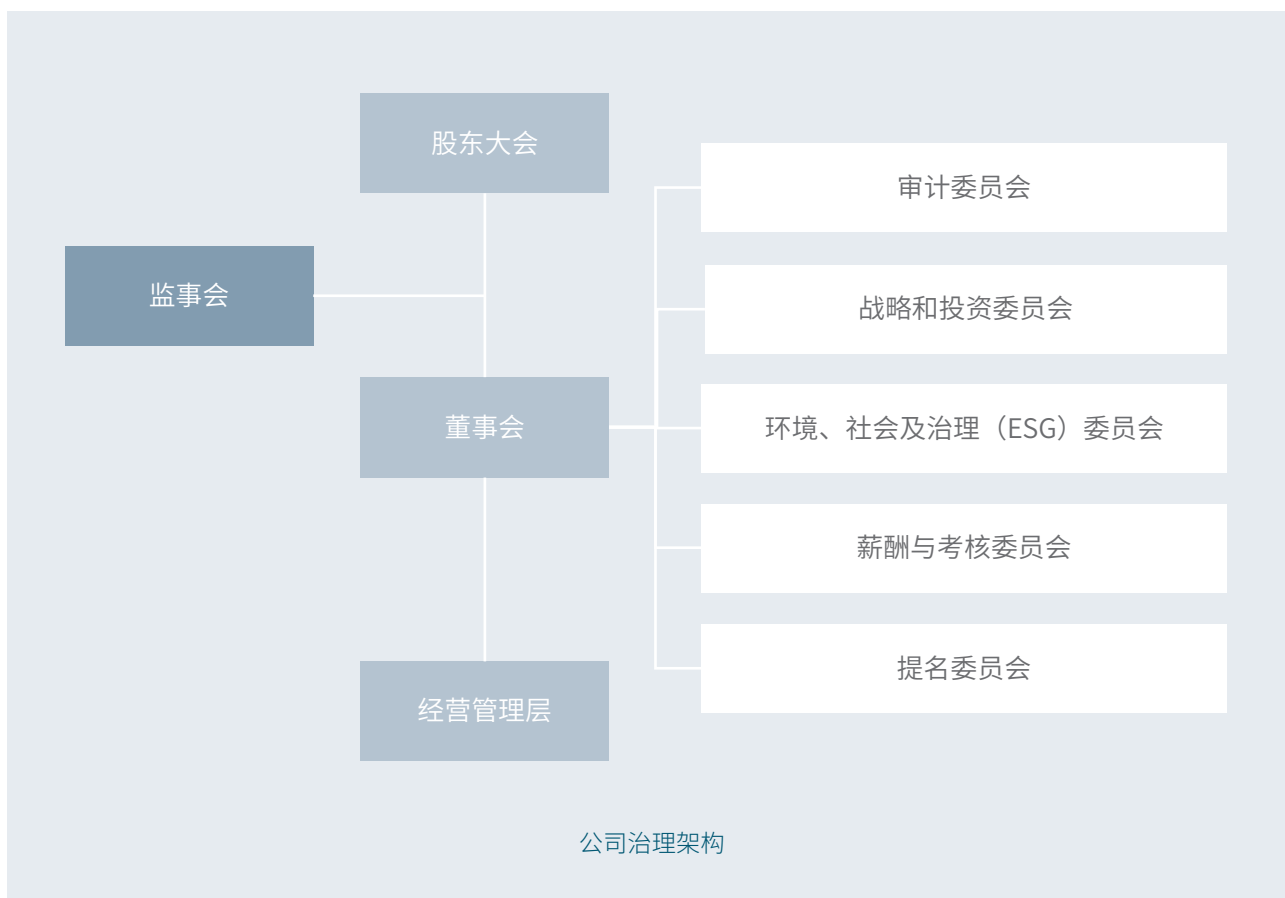 股东大会
监事会
董事会
经营管理层
审计委员会
战略和投资委员会
环境、社会及治理（ESG）委员会
薪酬与考核委员会
提名委员会
公司治理架构